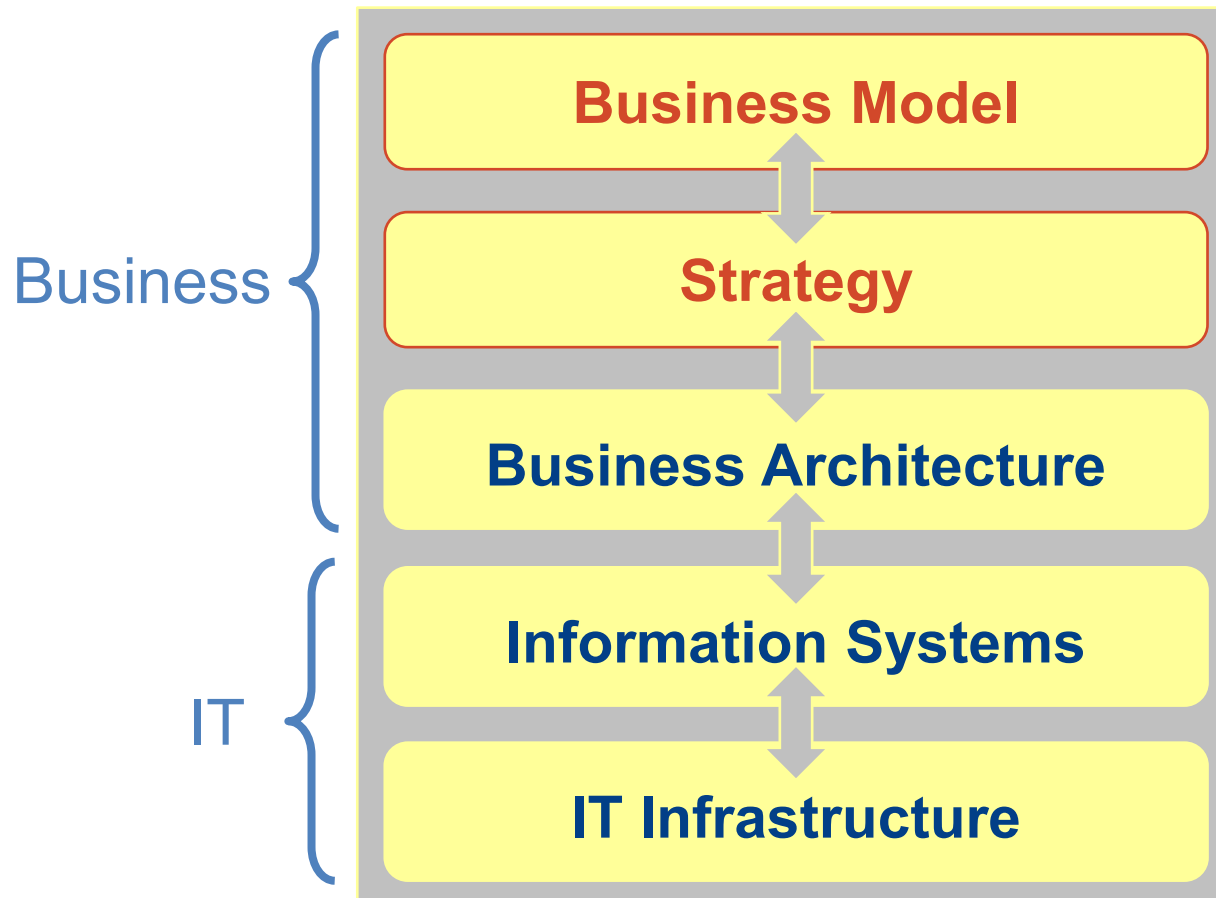 Business Model
Strategy
Business
Business Architecture
Information Systems
IT
IT Infrastructure